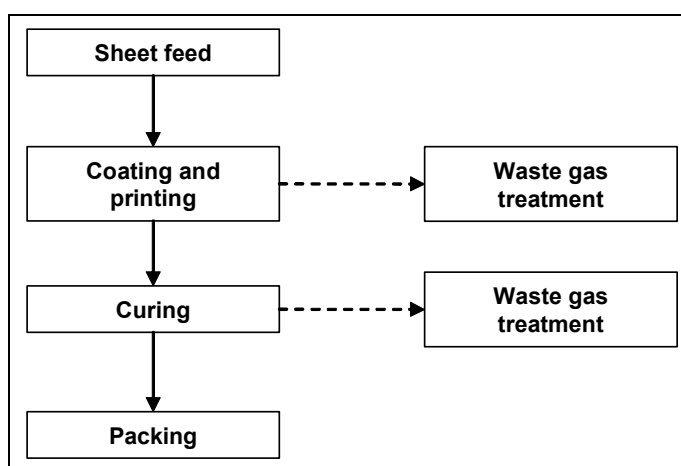 Sheet feed
Coating and
printing
Waste gas
treatment
Curing
Waste gas
treatment
Packing